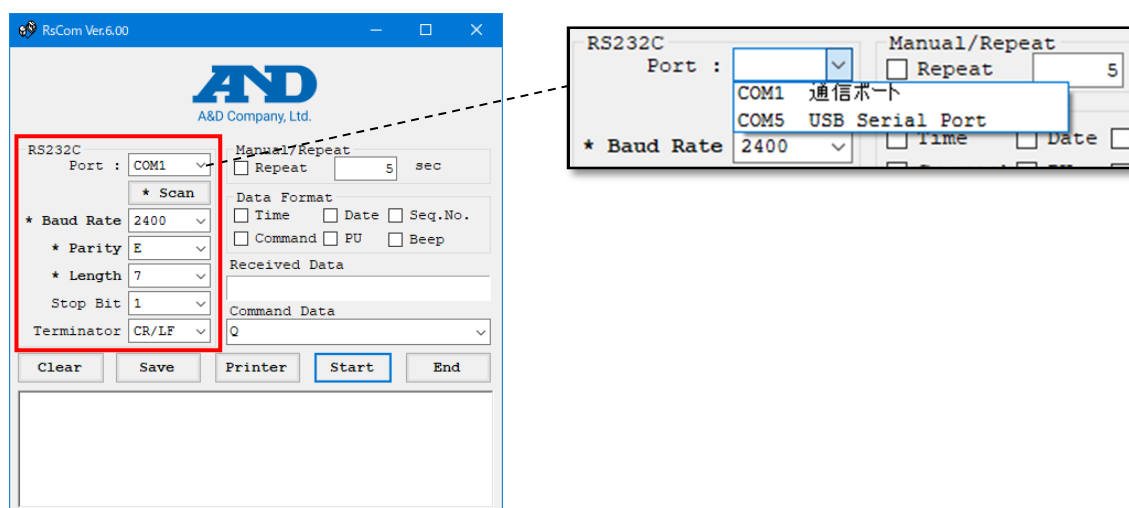 RsCom Ver.6.00
AND
A&D Company, Ltd.
RS232C
Port : COM1
* Scan
* Baud Rate 2400
* Parity E
* Length 7
Stop Bit 1
Terminator CR/LF
Manual/Repeat
Repeat 5 sec
Data Format
Time Date Seq.No.
Command PU Beep
Received Data
Command Data
Q
Clear Save Printer Start End
RS232C
Port :
Manual/Repeat
Repeat 5
COM1 通信ポート
COM5 USB Serial Port
* Baud Rate 2400
Time Date